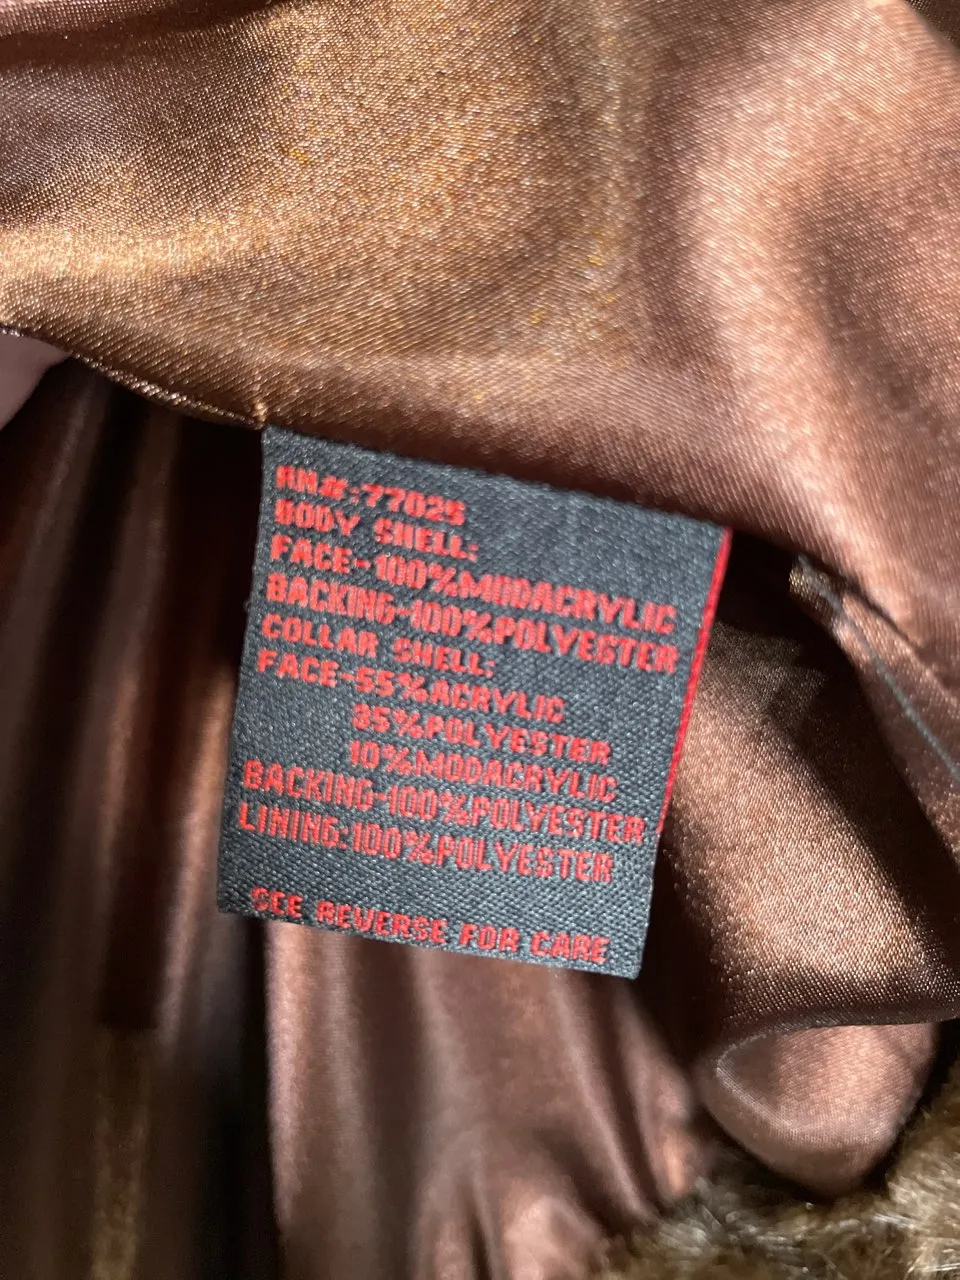 RN#:77025
BODY SHELL:
FACE-100%MODACRYLIC
BACKING-100%POLYESTER
COLLAR SHELL:
FACE-55%ACRYLIC
35%POLYESTER
10%MODACRYLIC
BACKING-100%POLYESTER
LINING:100%POLYESTER
SEE REVERSE FOR CARE